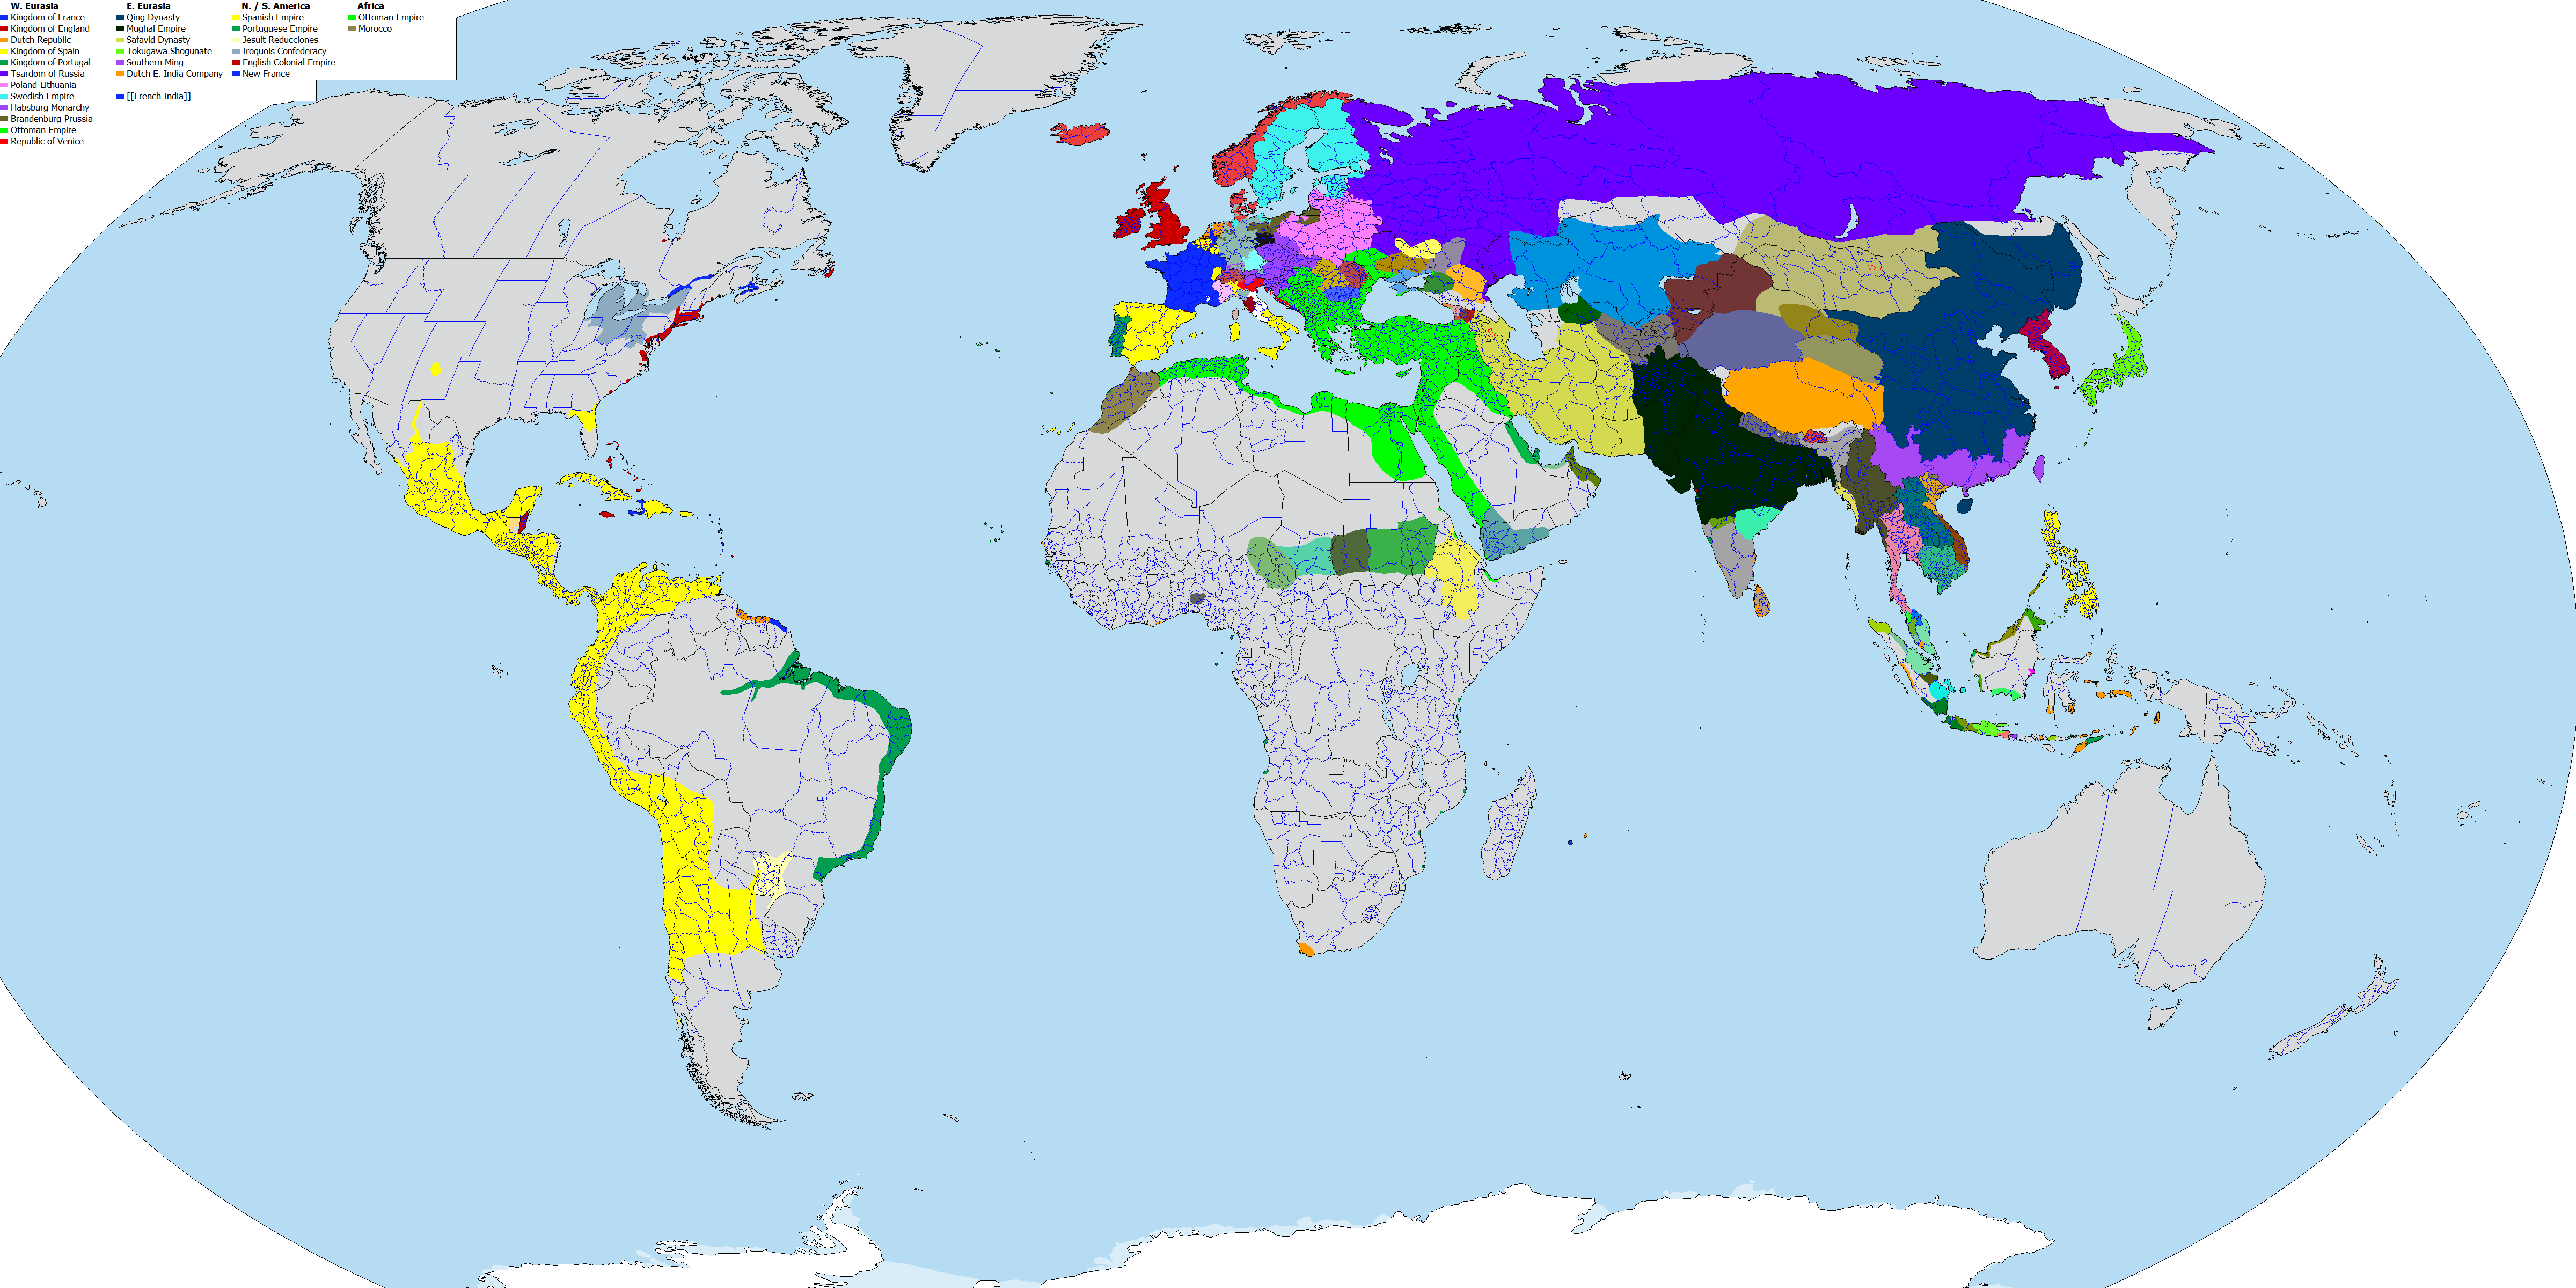 W. Eurasia
Kingdom of France
Kingdom of England
Dutch Republic
Kingdom of Spain
Kingdom of Portugal
Tsardom of Russia
Poland-Lithuania
Swedish Empire
Habsburg Monarchy
Brandenburg-Prussia
Ottoman Empire
Republic of Venice
E. Eurasia
Qing Dynasty
Mughal Empire
Safavid Dynasty
Tokugawa Shogunate
Southern Ming
Dutch E. India Company
[[French India]]
N. / S. America
Spanish Empire
Portuguese Empire
Jesuit Reducciones
Iroquois Confederacy
English Colonial Empire
New France
Africa
Ottoman Empire
Morocco